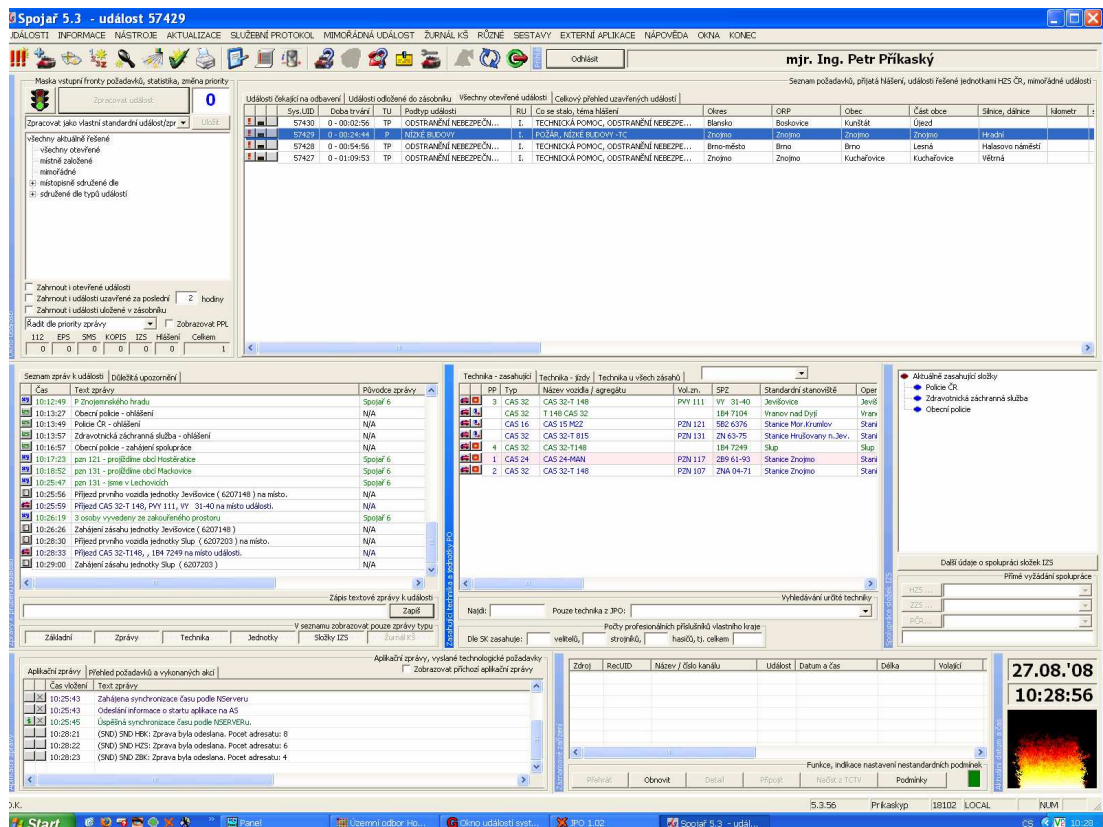 Spojař 5.3 - událost 57429
UDÁLOSTI INFORMACE NÁSTROJE AKTUALIZACE SLUŽEBNÍ PROTOKOL MIMOŘÁDNÁ UDÁLOST ŽURNÁL KŠ RŮZNÉ SESTAVY EXTERNÍ APLIKACE NÁPOVĚDA OKNA KONEC
Odhlásit
mjr. Ing. Petr Příkaský
Maska vstupní fronty požadavků, statistika, změna priority
Seznam požadavků, přijatá hlášení, události řešené jednotkami HZS ČR, mimořádné události
Zpracovat událost 0
Zpracovat jako vlastní standardní událost/zpr Uložit
všechny aktuálně řešené
všechny otevřené
místně založené
mimořádné
místopisně sdružené dle
sdružené dle typů událostí
Zahrnout i otevřené události
Zahrnout i události uzavřené za poslední 2 hodiny
Zahrnout i události uložené v zásobníku
Řadit dle priority zprávy Zobrazovat PPL
112 EPS SMS KOPIS IZS Hlášení Celkem
0 0 0 0 0 0 1
Události čekající na odbavení Události odložené do zásobníku Všechny otevřené události Celkový přehled uzavřených událostí
Sys.UID Doba trvání TU Podtyp události RU Co se stalo, téma hlášení Okres ORP Obec Část obce Silnice, dálnice kilometr
57430 0 - 00:02:56 TP ODSTRANĚNÍ NEBEZPEČN... I. TECHNICKÁ POMOC, ODSTRANĚNÍ NEBEZPE... Blansko Boskovice Kunštát Újezd
57429 0 - 00:24:44 P NÍZKÉ BUDOVY I. POŽÁR, NÍZKÉ BUDOVY -TC Znojmo Znojmo Znojmo Znojmo Hradní
57428 0 - 00:54:56 TP ODSTRANĚNÍ NEBEZPEČN... I. TECHNICKÁ POMOC, ODSTRANĚNÍ NEBEZPE... Brno-město Brno Brno Lesná Halasovo náměstí
57427 0 - 01:09:53 TP ODSTRANĚNÍ NEBEZPEČN... I. TECHNICKÁ POMOC, ODSTRANĚNÍ NEBEZPE... Znojmo Znojmo Kuchařovice Kuchařovice Větrná
Seznam zpráv k události Důležitá upozornění
Čas Text zprávy Původce zprávy
10:12:49 P Znojemnského hradu Spojař 6
10:13:27 Obecní policie - ohlášení N/A
10:13:49 Policie ČR - ohlášení N/A
10:13:57 Zdravotnická záchranná služba - ohlášení N/A
10:16:57 Obecní policie - zahájení spolupráce N/A
10:17:23 pzn 121 - projíždíme obcí Hostěratice Spojař 6
10:18:52 pzn 131 - projíždíme obcí Mackovice Spojař 6
10:25:47 pzn 131 - jsme v Lechovicích Spojař 6
10:25:56 Příjezd prvního vozidla jednotky Jevišovice ( 6207148 ) na místo. N/A
10:25:59 Příjezd CAS 32-T 148, PVY 111, VY 31-40 na místo události. N/A
10:26:19 3 osoby vyvedeny ze zakouřeného prostoru Spojař 6
10:26:26 Zahájení zásahu jednotky Jevišovice ( 6207148 ) N/A
10:28:30 Příjezd prvního vozidla jednotky Slup ( 6207203 ) na místo. N/A
10:28:33 Příjezd CAS 32-T148, , 1B4 7249 na místo události. N/A
10:29:00 Zahájení zásahu jednotky Slup ( 6207203 ) N/A
Zápis textové zprávy k události
Zapiš
V seznamu zobrazovat pouze zprávy typu
Základní Zprávy Technika Jednotky Složky IZS Žurnál KŠ
Zasahující technika a jednotky PO
Technika - zasahující Technika - jízdy Technika u všech zásahů
PP Typ Název vozidla / agregátu Vol.zn. SPZ Standardní stanoviště Oper
3 CAS 32 CAS 32-T 148 PVY 111 VY 31-40 Jevišovice Jeviš
CAS 32 T 148 CAS 32 1B4 7104 Vranov nad Dyjí Vran
CAS 16 CAS 15 M2Z PZN 121 5B2 6376 Stanice Mor.Krumlov Stani
CAS 32 CAS 32-T 815 PZN 131 ZN 63-75 Stanice Hrušovany n.Jev. Stani
4 CAS 32 CAS 32-T148 1B4 7249 Slup Slup
1 CAS 24 CAS 24-MAN PZN 117 2B9 61-93 Stanice Znojmo Stani
2 CAS 32 CAS 32-T 148 PZN 107 ZNA 04-71 Stanice Znojmo Stani
Vyhledávání určité techniky
Najdi: Pouze technika z JPO:
Počty profesionálních příslušníků vlastního kraje
Dle SK zasahuje: velitelů, strojníků, hasičů, tj. celkem
Spolupráce složek IZS
Aktuálně zasahující složky
Policie ČR
Zdravotnická záchranná služba
Obecní policie
Další údaje o spolupráci složek IZS
Přímé vyžádání spolupráce
HZS ...
ZZS ...
PČR...
Aplikační zprávy, vyslané technologické požadavky
Aplikační zprávy Přehled požadavků a vykonaných akcí Zobrazovat příchozí aplikační zprávy
Čas vložení Text zprávy
10:25:43 Zahájena synchronizace času podle NServeru
10:25:43 Odeslání informace o startu aplikace na AS
10:25:45 Úspěšná synchronizace času podle NSERVERu.
10:28:21 (SND) SND HBK: Zprava byla odeslana. Pocet adresatu: 8
10:28:22 (SND) SND HZS: Zprava byla odeslana. Pocet adresatu: 6
10:28:23 (SND) SND ZBK: Zprava byla odeslana. Pocet adresatu: 4
Zdroj RecUID Název / číslo kanálu Událost Datum a čas Délka Volající
Funkce, indikace nastavení nestandardních podmínek
Přehrát Obnovit Detail Připojit Načíst z TCTV Podmínky
Aktuální datum a čas
27.08.'08
10:28:56
O.K. 5.3.56 Prikaskyp 18102 LOCAL NUM
Start Panel Územní odbor Ho... Okno událostí syst... JPO 1.02 Spojař 5.3 - udál... CS 10:28